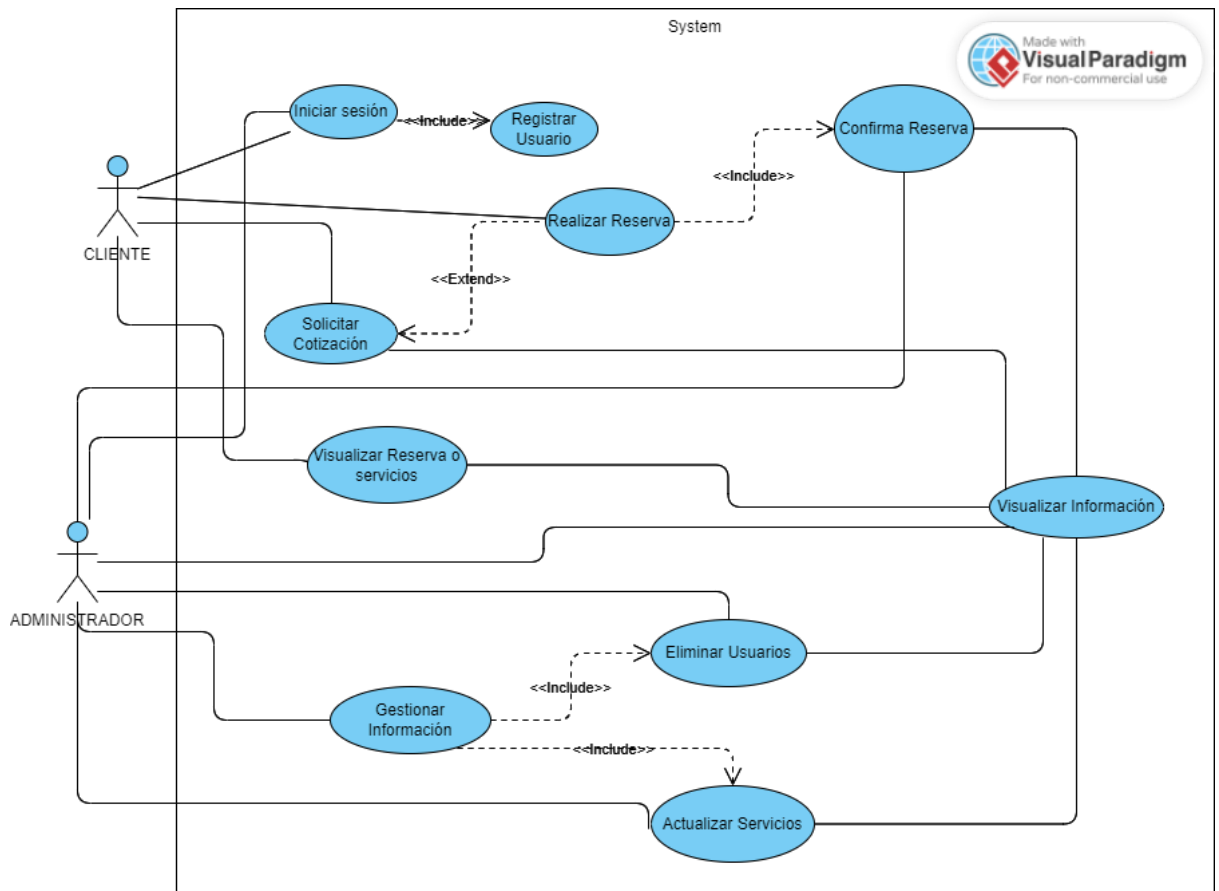 System
Made with
Visual Paradigm
For non-commercial use
Iniciar sesión
<<Include>>
Registrar
Usuario
Confirma Reserva
<<Include>>
Realizar Reserva
CLIENTE
<<Extend>>
Solicitar
Cotización
Visualizar Reserva o
servicios
Visualizar Información
ADMINISTRADOR
Eliminar Usuarios
<<Include>>
Gestionar
Información
<<Include>>
Actualizar Servicios